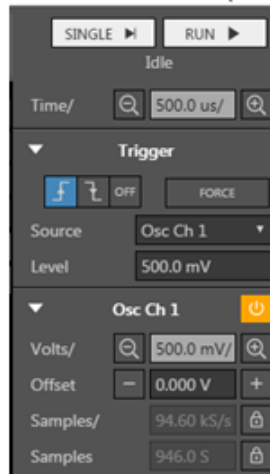 SINGLE RUN
Idle
Time/ 500.0 us/
Trigger
OFF FORCE
Source Osc Ch 1
Level 500.0 mV
Osc Ch 1
Volts/ 500.0 mV/
Offset − 0.000 V +
Samples/ 94.60 kS/s
Samples 946.0 S